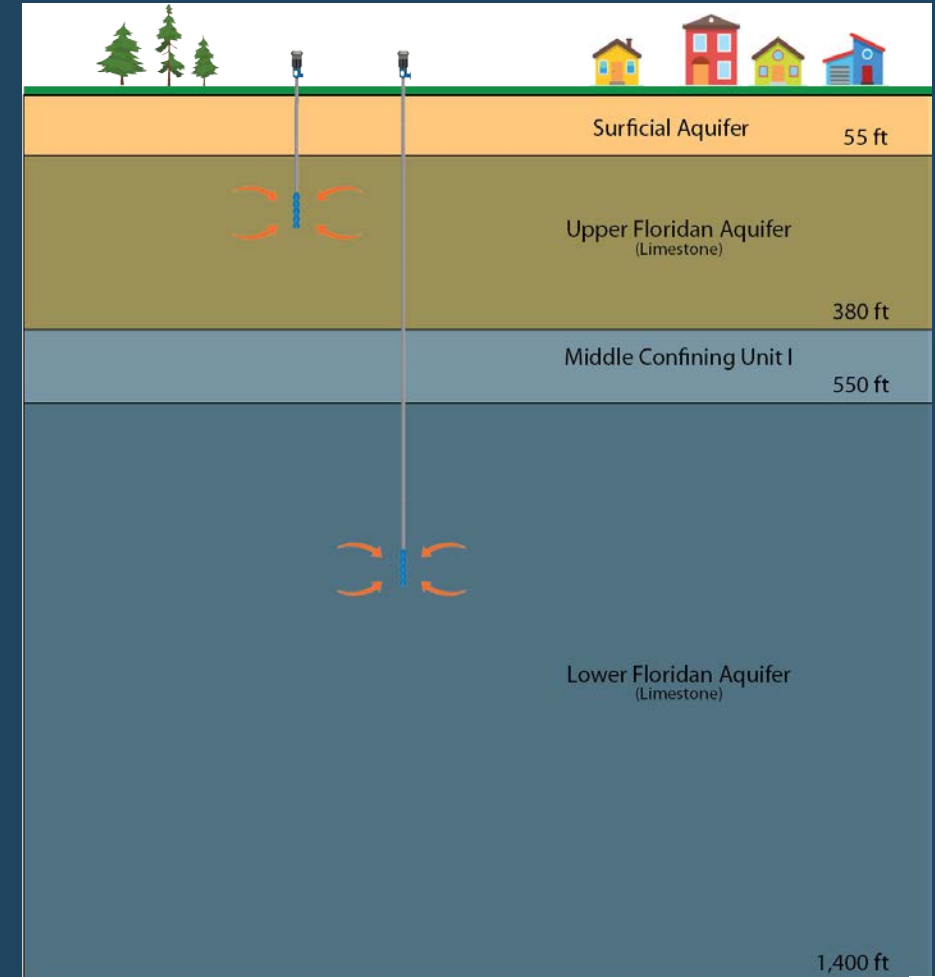 Surficial Aquifer
55 ft
Upper Floridan Aquifer
(Limestone)
380 ft
Middle Confining Unit I
550 ft
Lower Floridan Aquifer
(Limestone)
1,400 ft